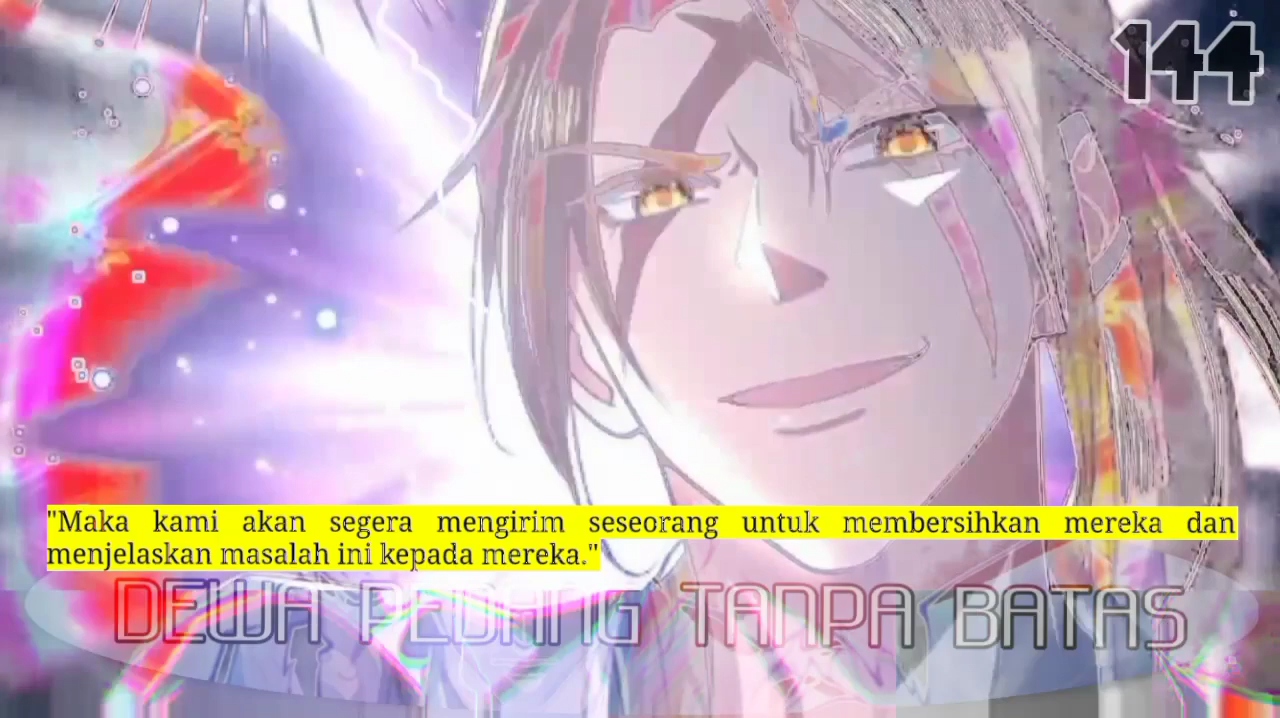 144
"Maka kami akan segera mengirim seseorang untuk membersihkan mereka dan
menjelaskan masalah ini kepada mereka."
DEWA PEDANG TANPA BATAS